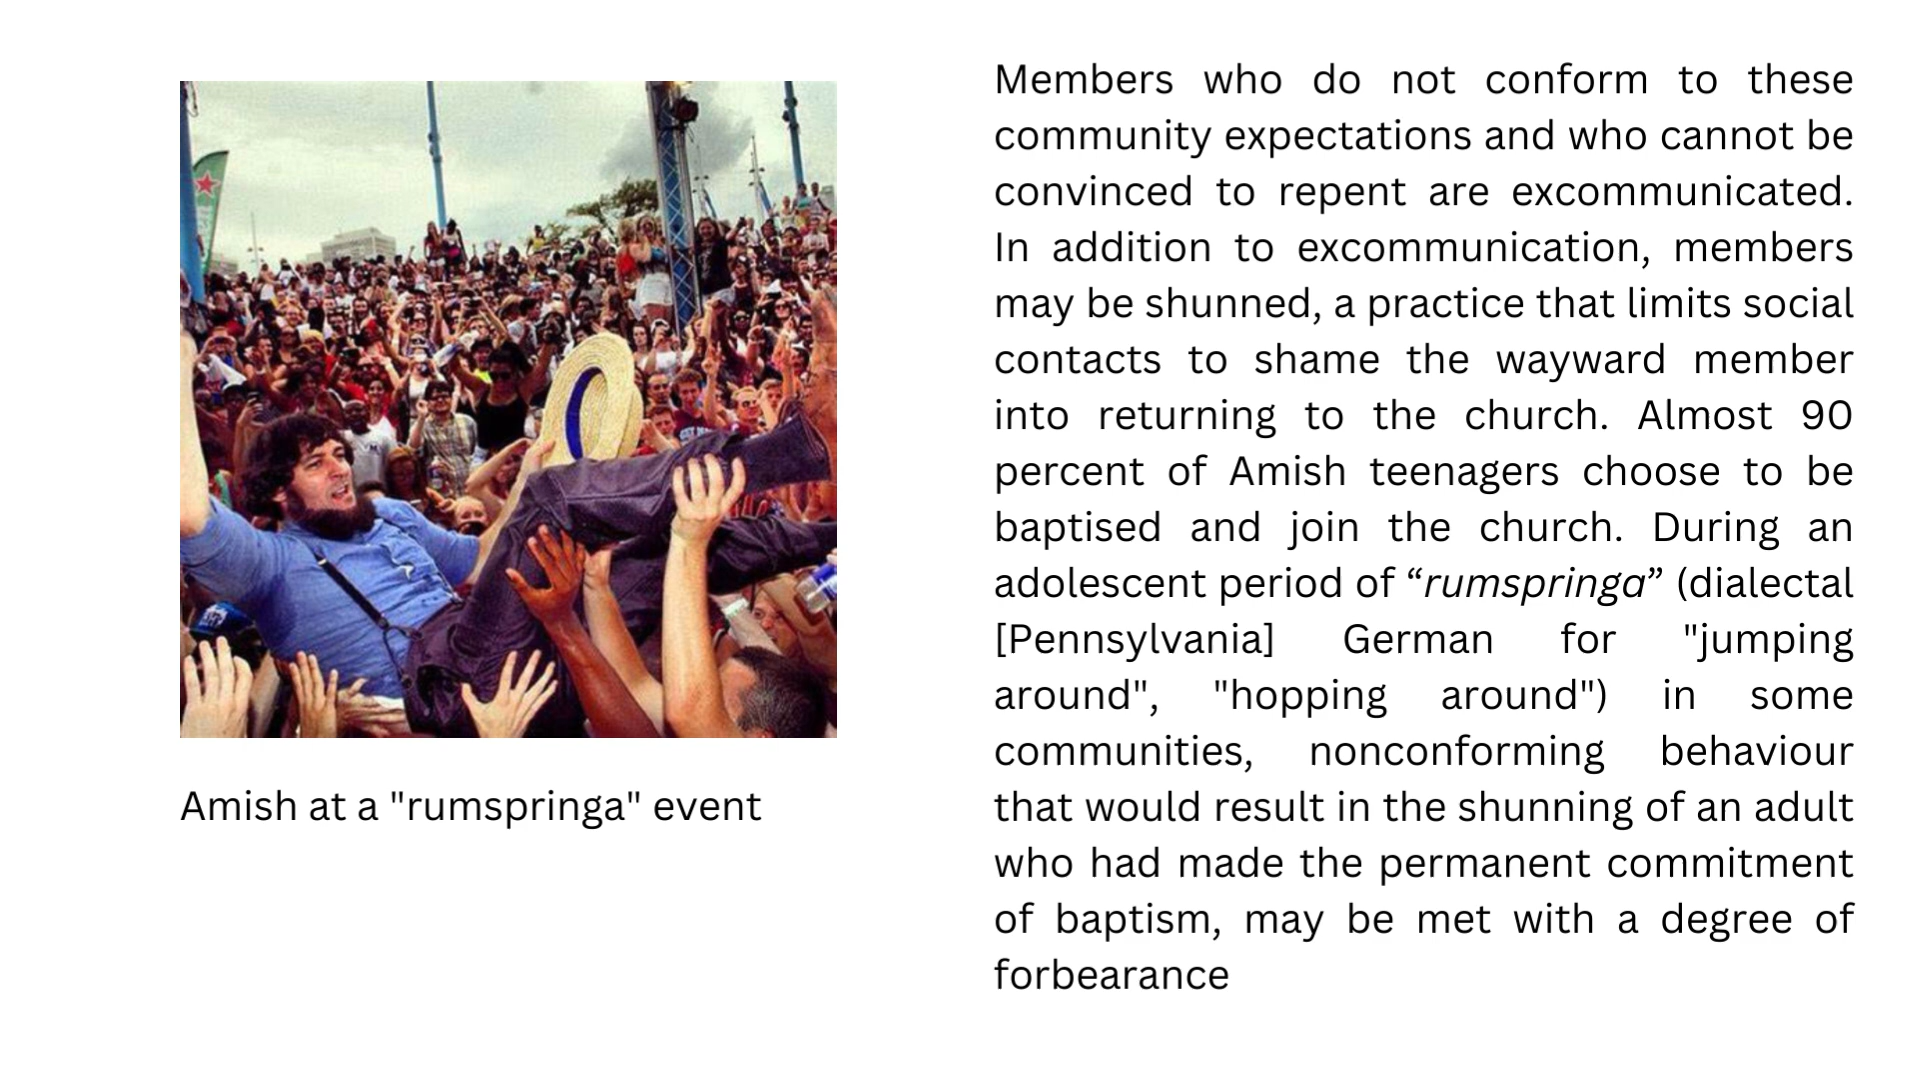 Members who do not conform to these
community expectations and who cannot be
convinced to repent are excommunicated.
In addition to excommunication, members
may be shunned, a practice that limits social
contacts to shame the wayward member
into returning to the church. Almost 90
percent of Amish teenagers choose to be
baptised and join the church. During an
adolescent period of “rumspringa” (dialectal
[Pennsylvania] German for "jumping
around", "hopping around") in some
communities, nonconforming behaviour
that would result in the shunning of an adult
who had made the permanent commitment
of baptism, may be met with a degree of
forbearance
Amish at a "rumspringa" event